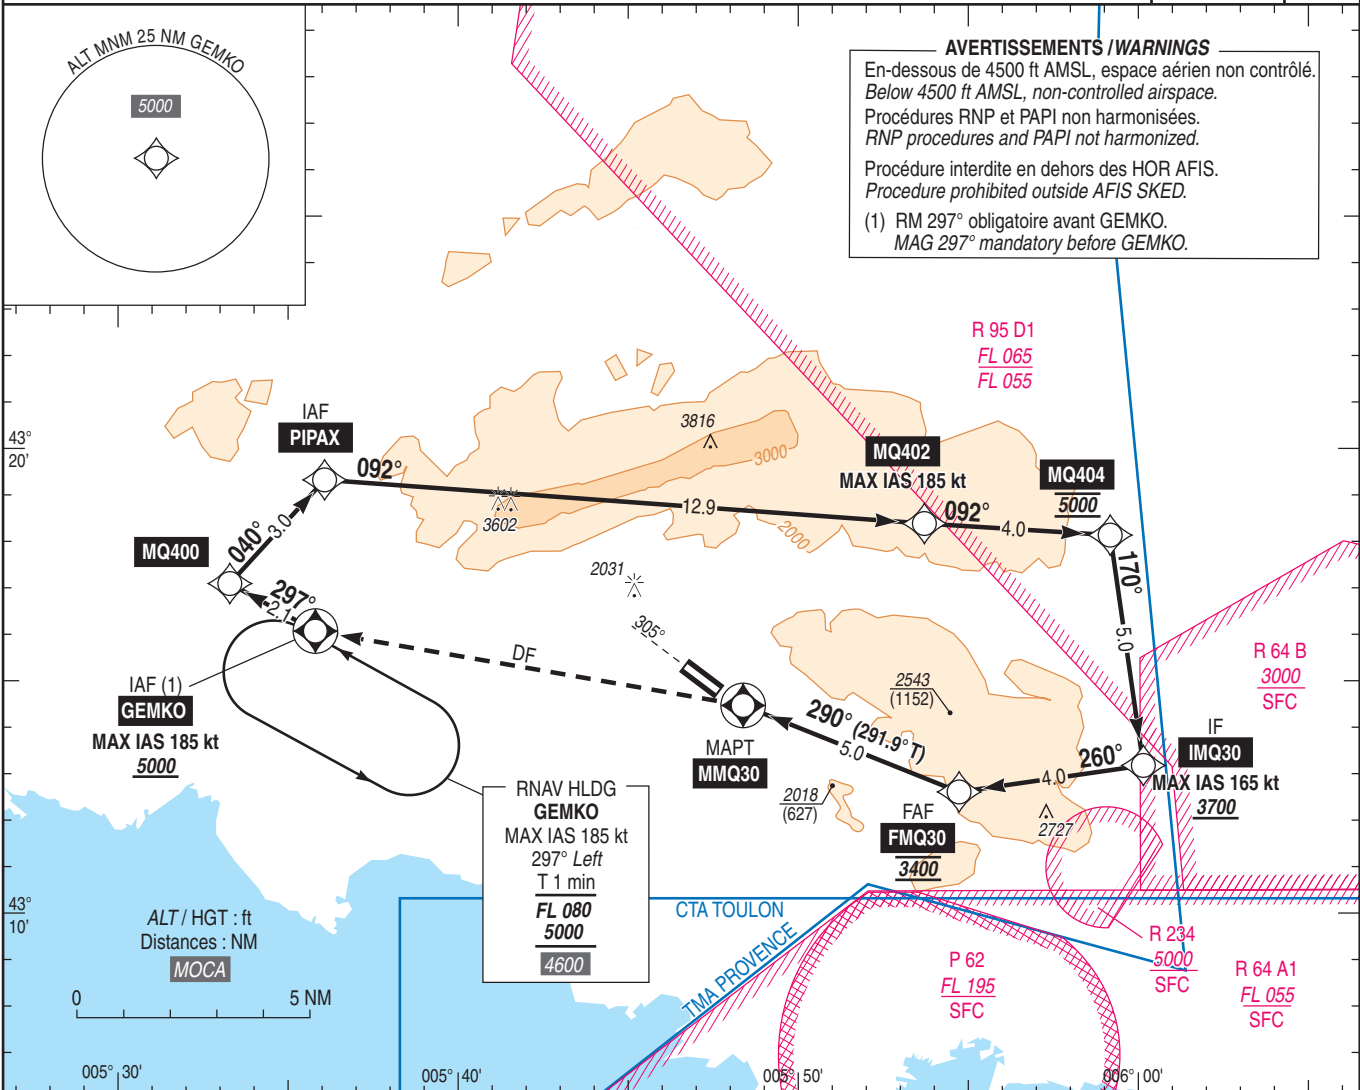 ALT MNM 25 NM GEMKO
5000
AVERTISSEMENTS / WARNINGS
En-dessous de 4500 ft AMSL, espace aérien non contrôlé.
Below 4500 ft AMSL, non-controlled airspace.
Procédures RNP et PAPI non harmonisées.
RNP procedures and PAPI not harmonized.
Procédure interdite en dehors des HOR AFIS.
Procedure prohibited outside AFIS SKED.
(1) RM 297° obligatoire avant GEMKO.
MAG 297° mandatory before GEMKO.
R 95 D1
FL 065
FL 055
43°
20'
IAF
PIPAX
092°
3816
3000
MQ402
MAX IAS 185 kt
MQ404
5000
3602
12.9
2000
092°
4.0
MQ400
040°
3.0
297°
2.1
2031
305°
170°
5.0
DF
R 64 B
3000
SFC
IAF (1)
GEMKO
MAX IAS 185 kt
5000
2543
(1152)
290° (291.9° T)
5.0
MAPT
MMQ30
260°
4.0
IF
IMQ30
MAX IAS 165 kt
3700
2018
(627)
FAF
FMQ30
3400
2727
RNAV HLDG
GEMKO
MAX IAS 185 kt
297° Left
T 1 min
FL 080
5000
4600
43°
10'
ALT / HGT : ft
Distances : NM
MOCA
0 5 NM
CTA TOULON
TMA PROVENCE
P 62
FL 195
SFC
R 234
5000
SFC
R 64 A1
FL 055
SFC
005° 30'
005° 40'
005° 50'
006° 00'